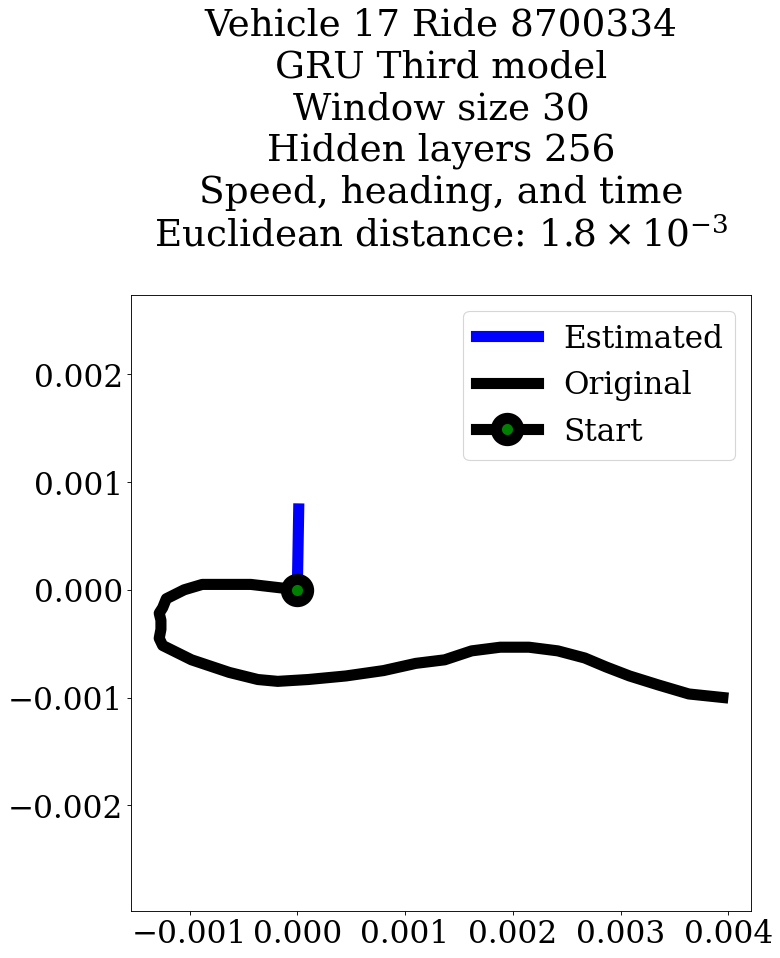 Vehicle 17 Ride 8700334
GRU Third model
Window size 30
Hidden layers 256
Speed, heading, and time
Euclidean distance: 1.8 × 10⁻³
Estimated
Original
Start
0.002
0.001
0.000
−0.001
−0.002
−0.001 0.000 0.001 0.002 0.003 0.004